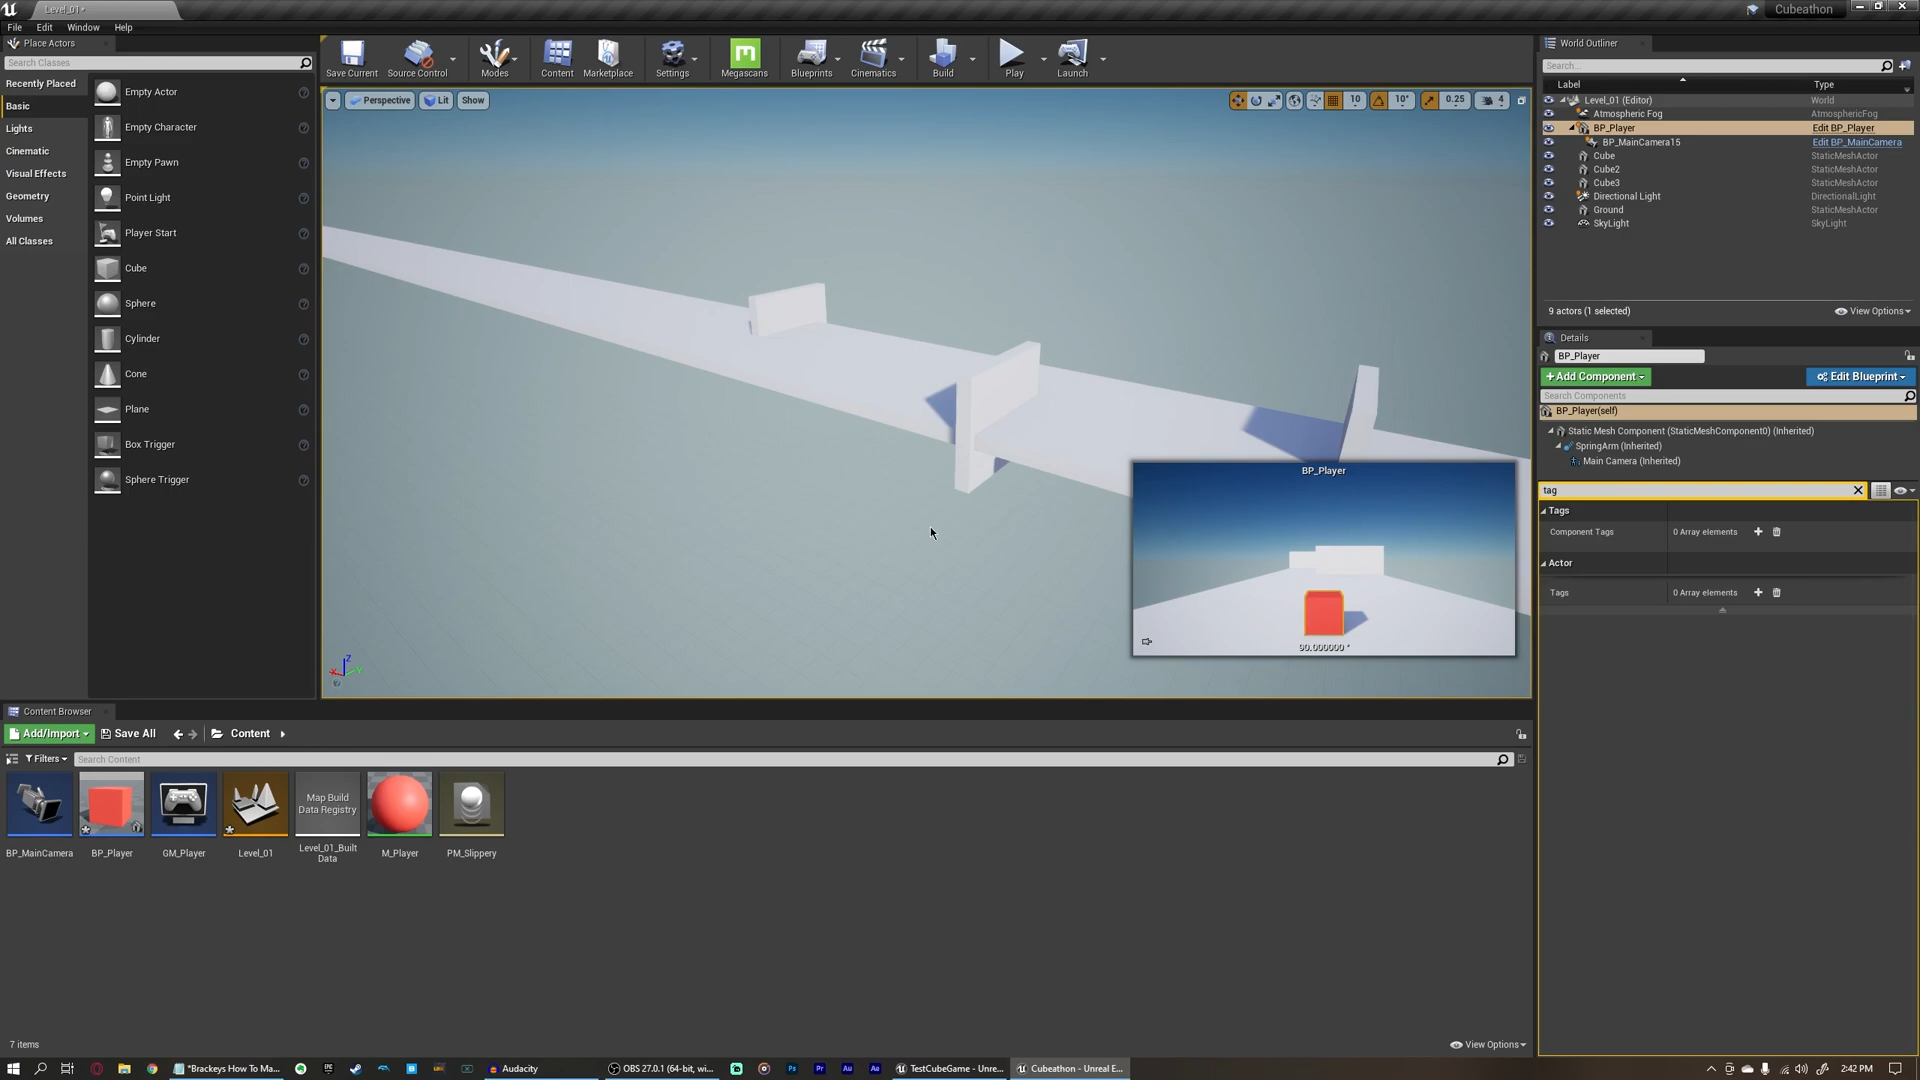 Level_01*
Cubeathon
File Edit Window Help
Place Actors
Search Classes
Recently Placed
Basic
Lights
Cinematic
Visual Effects
Geometry
Volumes
All Classes
Empty Actor
Empty Character
Empty Pawn
Point Light
Player Start
Cube
Sphere
Cylinder
Cone
Plane
Box Trigger
Sphere Trigger
Save Current
Source Control
Modes
Content
Marketplace
Settings
Megascans
Blueprints
Cinematics
Build
Play
Launch
Perspective Lit Show
10 10° 0.25 4
BP_Player
90.000000 °
World Outliner
Search...
Label Type
Level_01 (Editor) World
Atmospheric Fog AtmosphericFog
BP_Player Edit BP_Player
BP_MainCamera15 Edit BP_MainCamera
Cube StaticMeshActor
Cube2 StaticMeshActor
Cube3 StaticMeshActor
Directional Light DirectionalLight
Ground StaticMeshActor
SkyLight SkyLight
9 actors (1 selected) View Options
Details
BP_Player
+Add Component Edit Blueprint
Search Components
BP_Player(self)
Static Mesh Component (StaticMeshComponent0) (Inherited)
SpringArm (Inherited)
Main Camera (Inherited)
tag
Tags
Component Tags 0 Array elements
Actor
Tags 0 Array elements
Content Browser
Add/Import Save All Content
Filters Search Content
BP_MainCamera
BP_Player
GM_Player
Level_01
Map Build
Data Registry
Level_01_Built
Data
M_Player
PM_Slippery
7 items View Options
*Brackeys How To Ma... Audacity OBS 27.0.1 (64-bit, wi... TestCubeGame - Unre... Cubeathon - Unreal E... 2:42 PM